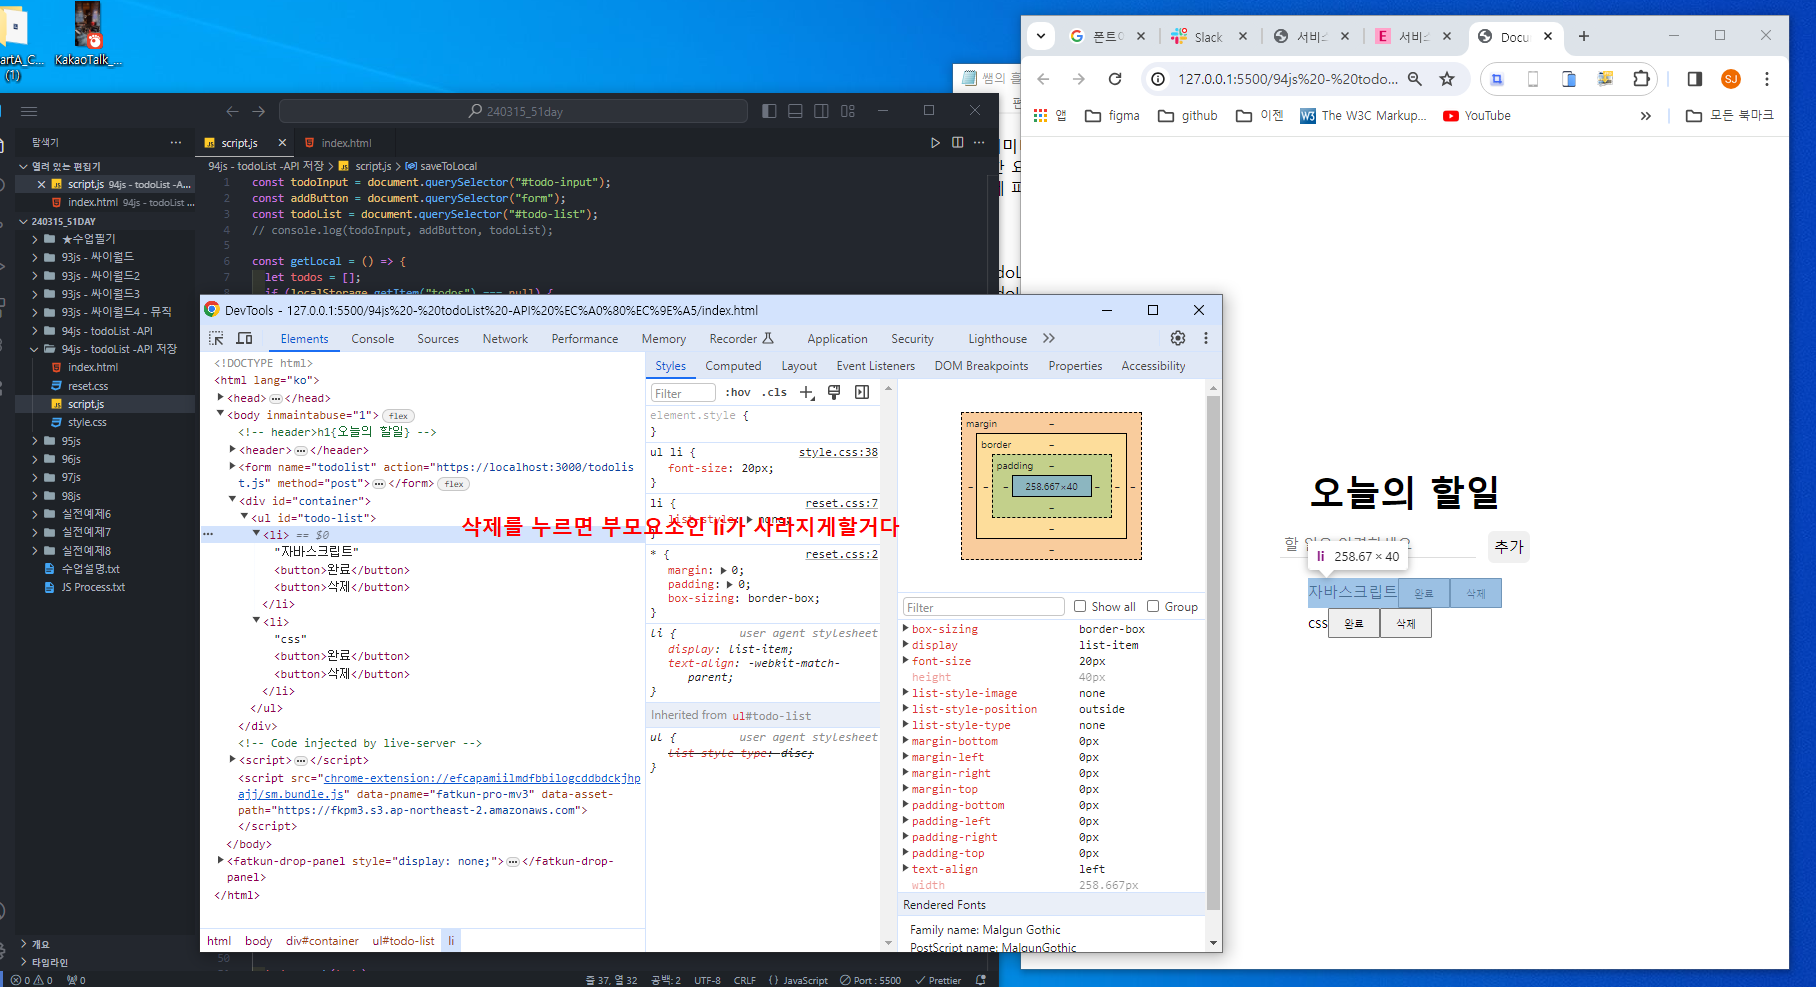 artA_C...
(1)
KakaoTalk_...
240315_51day
탐색기
script.js
index.html
열려 있는 편집기
script.js 94js - todoList -A...
index.html 94js - todoList ...
240315_51DAY
★수업필기
93js - 싸이월드
93js - 싸이월드2
93js - 싸이월드3
93js - 싸이월드4 - 뮤직
94js - todoList -API
94js - todoList -API 저장
index.html
reset.css
script.js
style.css
95js
96js
97js
98js
실전예제6
실전예제7
실전예제8
수업설명.txt
JS Process.txt
개요
타임라인
94js - todoList -API 저장 > script.js > saveToLocal
1 const todoInput = document.querySelector("#todo-input");
2 const addButton = document.querySelector("form");
3 const todoList = document.querySelector("#todo-list");
4 // console.log(todoInput, addButton, todoList);
5
6 const getLocal = () => {
7 let todos = [];
8 if (localStorage.getItem("todos") === null) {
50
0 0 0
줄 37, 열 32 공백: 2 UTF-8 CRLF {} JavaScript Port : 5500 Prettier
DevTools - 127.0.0.1:5500/94js%20-%20todoList%20-API%20%EC%A0%80%EC%9E%A5/index.html
Elements Console Sources Network Performance Memory Recorder Application Security Lighthouse
<!DOCTYPE html>
<html lang="ko">
<head> </head>
<body inmaintabuse="1"> flex
<!-- header>h1{오늘의 할일} -->
<header> </header>
<form name="todolist" action="https://localhost:3000/todolis
t.js" method="post"> </form> flex
<div id="container">
<ul id="todo-list">
<li> == $0
"자바스크립트"
<button>완료</button>
<button>삭제</button>
</li>
<li>
"css"
<button>완료</button>
<button>삭제</button>
</li>
</ul>
</div>
<!-- Code injected by live-server -->
<script> </script>
<script src="chrome-extension://efcapamiilmdfbbilogcddbdckjhp
ajj/sm.bundle.js" data-pname="fatkun-pro-mv3" data-asset-
path="https://fkpm3.s3.ap-northeast-2.amazonaws.com">
</script>
</body>
<fatkun-drop-panel style="display: none;"> </fatkun-drop-
panel>
</html>
html body div#container ul#todo-list li
삭제를 누르면 부모요소인 li가 사라지게할거다
Styles Computed Layout Event Listeners DOM Breakpoints Properties Accessibility
Filter :hov .cls
element.style {
}
ul li { style.css:38
font-size: 20px;
}
li { reset.css:7
list-style: none;
}
* { reset.css:2
margin: 0;
padding: 0;
box-sizing: border-box;
}
li { user agent stylesheet
display: list-item;
text-align: -webkit-match-
parent;
}
Inherited from ul#todo-list
ul { user agent stylesheet
list-style-type: disc;
}
margin
border
padding
258.667×40
Filter Show all Group
box-sizing border-box
display list-item
font-size 20px
height 40px
list-style-image none
list-style-position outside
list-style-type none
margin-bottom 0px
margin-left 0px
margin-right 0px
margin-top 0px
padding-bottom 0px
padding-left 0px
padding-right 0px
padding-top 0px
text-align left
width 258.667px
Rendered Fonts
Family name: Malgun Gothic
PostScript name: MalgunGothic
Slack
127.0.0.1:5500/94js%20-%20todo...
SJ
앱 figma github 이젠 The W3C Markup... YouTube 모든 북마크
오늘의 할일
추가
li 258.67 × 40
자바스크립트 완료 삭제
css 완료 삭제